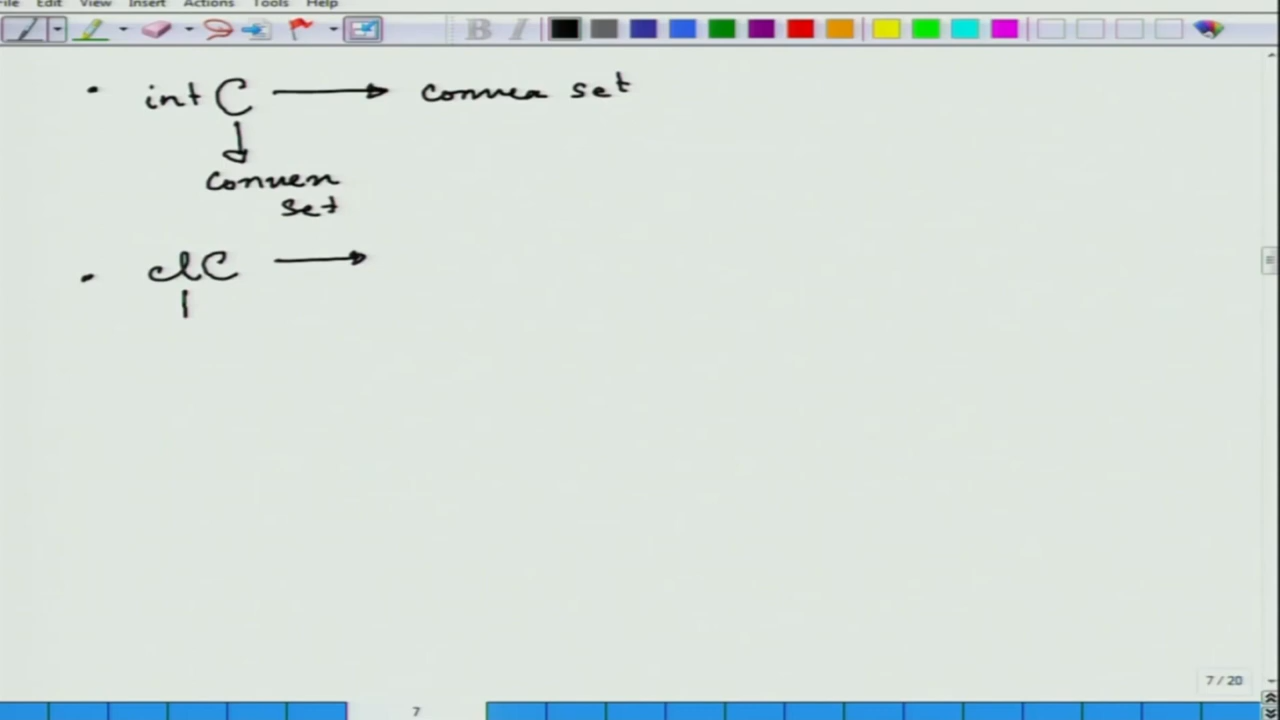 File Edit View Insert Actions Tools Help
B I
• int C → convex set
convex
set
• cl C →
7 / 20
7